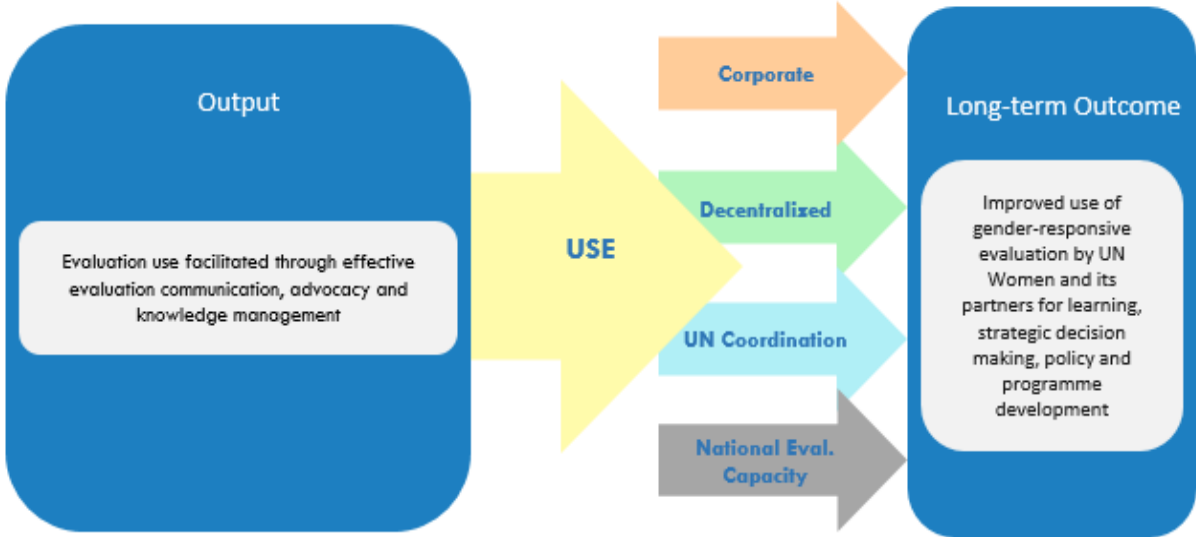 Output
Evaluation use facilitated through effective
evaluation communication, advocacy and
knowledge management
USE
Corporate
Decentralized
UN Coordination
National Eval.
Capacity
Long-term Outcome
Improved use of
gender-responsive
evaluation by UN
Women and its
partners for learning,
strategic decision
making, policy and
programme
development